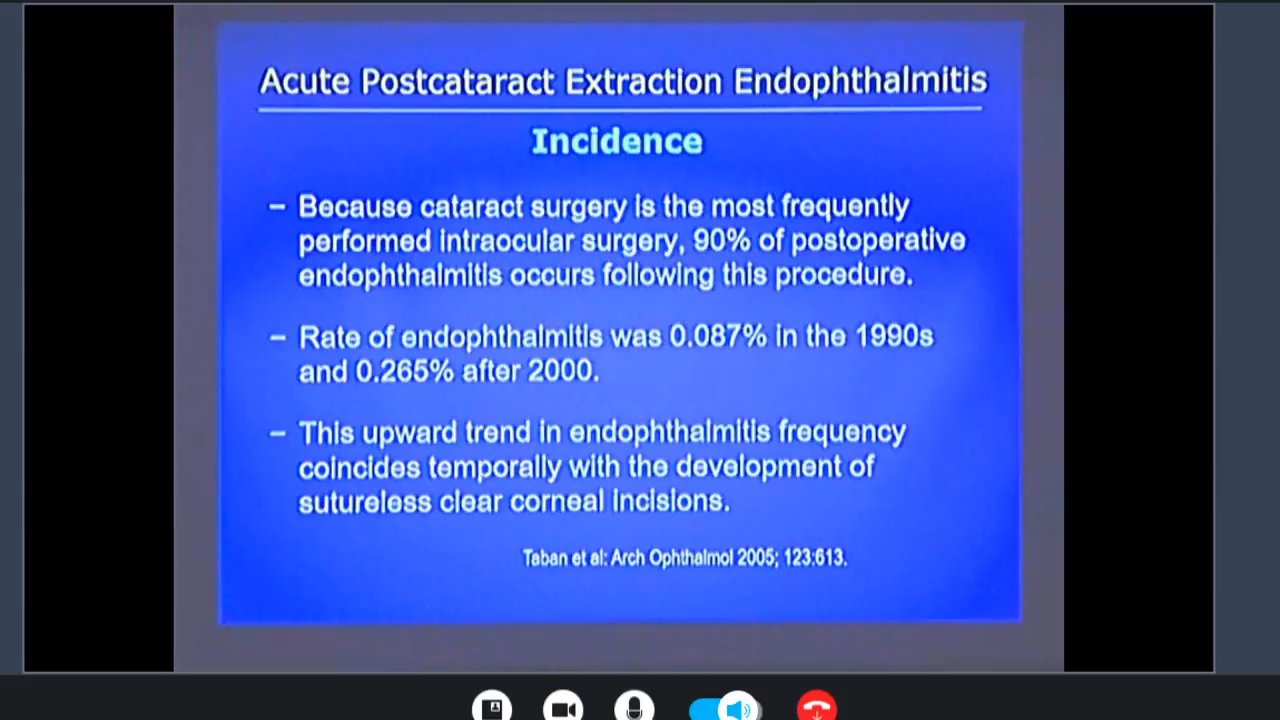 Acute Postcataract Extraction Endophthalmitis
Incidence
– Because cataract surgery is the most frequently
performed intraocular surgery, 90% of postoperative
endophthalmitis occurs following this procedure.
– Rate of endophthalmitis was 0.087% in the 1990s
and 0.265% after 2000.
– This upward trend in endophthalmitis frequency
coincides temporally with the development of
sutureless clear corneal incisions.
Taban et al: Arch Ophthalmol 2005; 123:613.